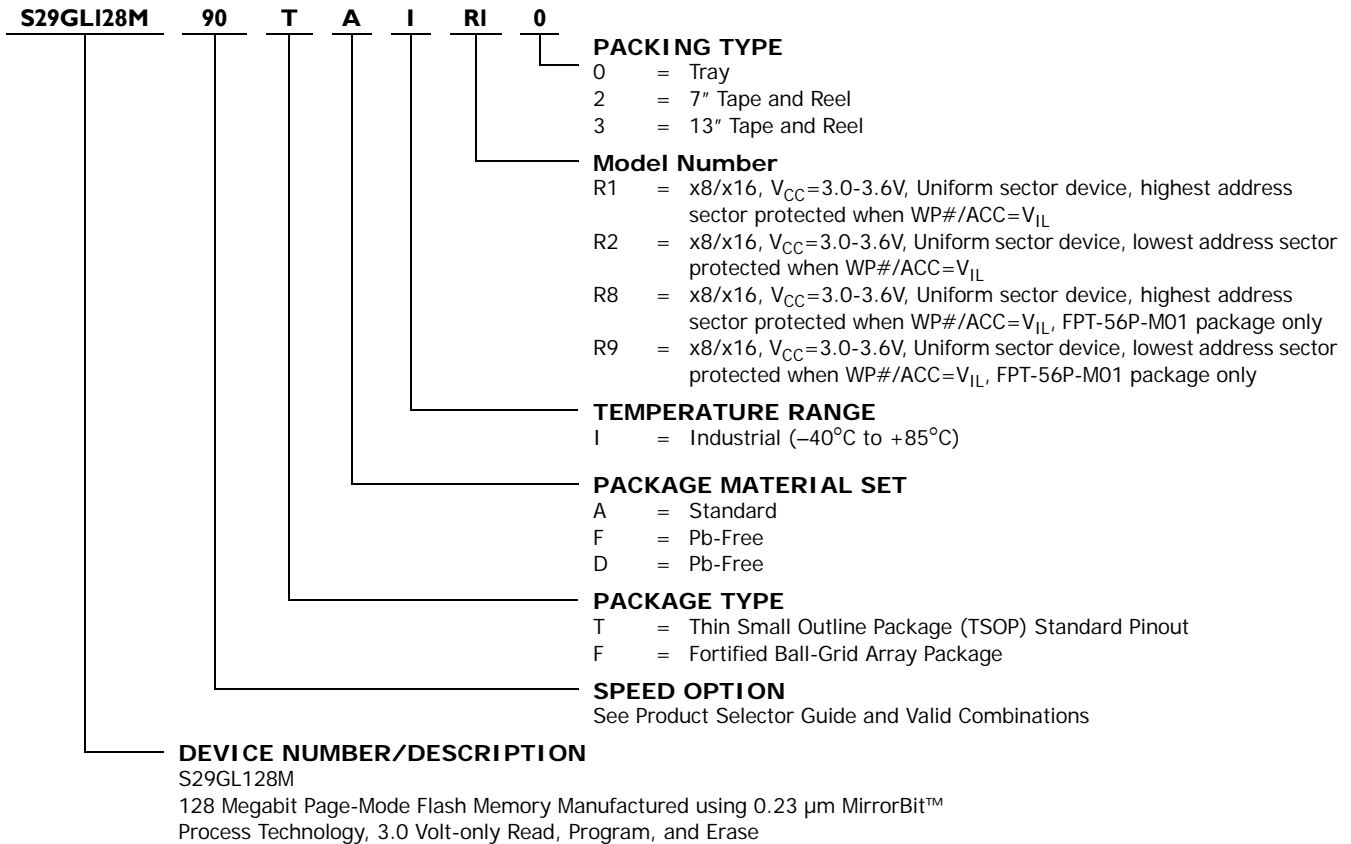 S29GL128M 90 T A I R1 0
PACKING TYPE
0 = Tray
2 = 7″ Tape and Reel
3 = 13″ Tape and Reel
Model Number
R1 = x8/x16, VCC=3.0-3.6V, Uniform sector device, highest address
sector protected when WP#/ACC=VIL
R2 = x8/x16, VCC=3.0-3.6V, Uniform sector device, lowest address sector
protected when WP#/ACC=VIL
R8 = x8/x16, VCC=3.0-3.6V, Uniform sector device, highest address
sector protected when WP#/ACC=VIL, FPT-56P-M01 package only
R9 = x8/x16, VCC=3.0-3.6V, Uniform sector device, lowest address sector
protected when WP#/ACC=VIL, FPT-56P-M01 package only
TEMPERATURE RANGE
I = Industrial (–40°C to +85°C)
PACKAGE MATERIAL SET
A = Standard
F = Pb-Free
D = Pb-Free
PACKAGE TYPE
T = Thin Small Outline Package (TSOP) Standard Pinout
F = Fortified Ball-Grid Array Package
SPEED OPTION
See Product Selector Guide and Valid Combinations
DEVICE NUMBER/DESCRIPTION
S29GL128M
128 Megabit Page-Mode Flash Memory Manufactured using 0.23 µm MirrorBit™
Process Technology, 3.0 Volt-only Read, Program, and Erase